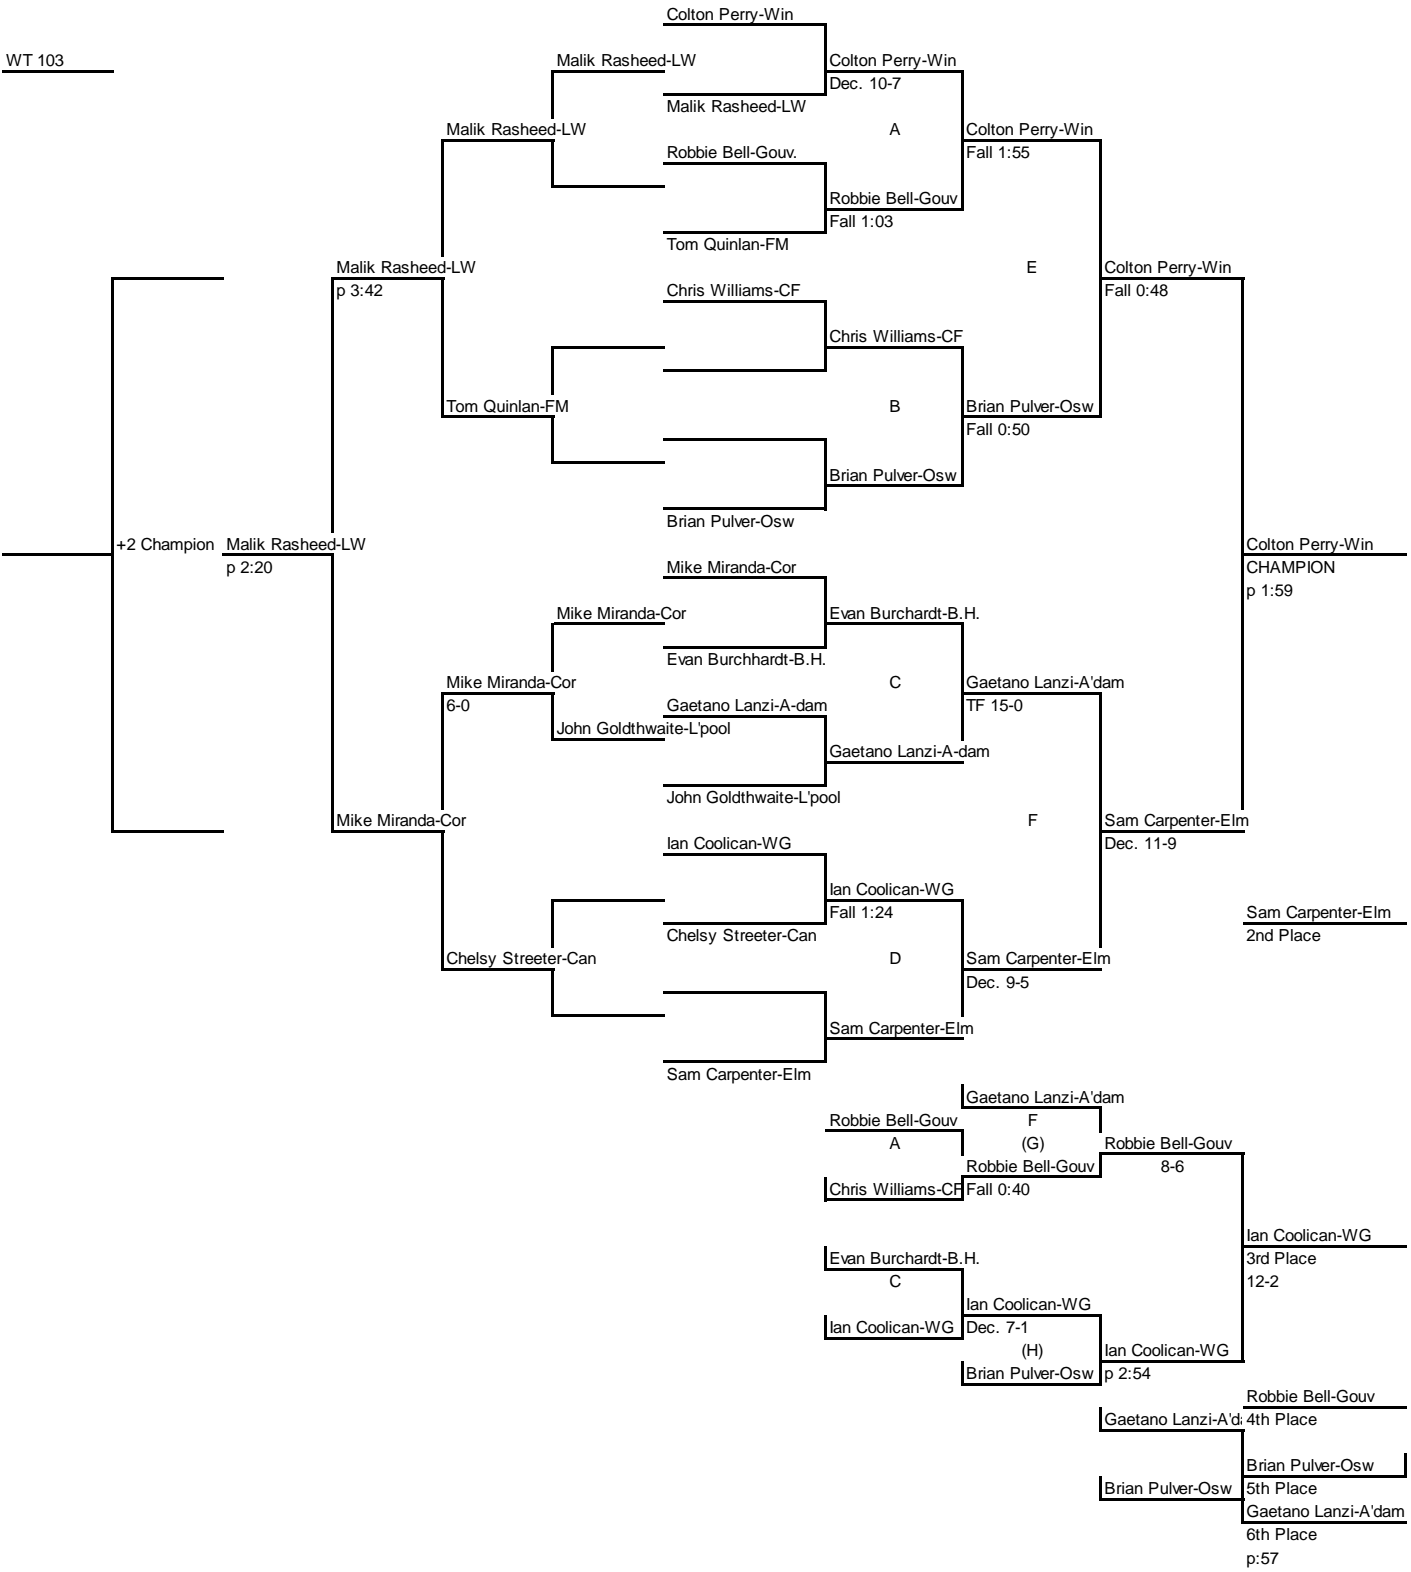 Colton Perry-Win
WT 103
Malik Rasheed-LW
Colton Perry-Win
Dec. 10-7
Malik Rasheed-LW
Malik Rasheed-LW
A
Colton Perry-Win
Robbie Bell-Gouv.
Fall 1:55
Robbie Bell-Gouv
Fall 1:03
Tom Quinlan-FM
Malik Rasheed-LW
E
Colton Perry-Win
p 3:42
Chris Williams-CF
Fall 0:48
Chris Williams-CF
Tom Quinlan-FM
B
Brian Pulver-Osw
Fall 0:50
Brian Pulver-Osw
Brian Pulver-Osw
+2 Champion
Malik Rasheed-LW
Colton Perry-Win
p 2:20
Mike Miranda-Cor
CHAMPION
p 1:59
Mike Miranda-Cor
Evan Burchardt-B.H.
Evan Burchhardt-B.H.
Mike Miranda-Cor
C
Gaetano Lanzi-A'dam
6-0
Gaetano Lanzi-A-dam
TF 15-0
John Goldthwaite-L'pool
Gaetano Lanzi-A-dam
John Goldthwaite-L'pool
Mike Miranda-Cor
F
Sam Carpenter-Elm
Ian Coolican-WG
Dec. 11-9
Ian Coolican-WG
Fall 1:24
Sam Carpenter-Elm
Chelsy Streeter-Can
2nd Place
Chelsy Streeter-Can
D
Sam Carpenter-Elm
Dec. 9-5
Sam Carpenter-Elm
Sam Carpenter-Elm
Gaetano Lanzi-A'dam
Robbie Bell-Gouv
F
A
(G)
Robbie Bell-Gouv
Robbie Bell-Gouv
8-6
Chris Williams-CF
Fall 0:40
Ian Coolican-WG
Evan Burchardt-B.H.
3rd Place
C
12-2
Ian Coolican-WG
Ian Coolican-WG
Dec. 7-1
(H)
Ian Coolican-WG
Brian Pulver-Osw
p 2:54
Robbie Bell-Gouv
Gaetano Lanzi-A'd
4th Place
Brian Pulver-Osw
Brian Pulver-Osw
5th Place
Gaetano Lanzi-A'dam
6th Place
p:57